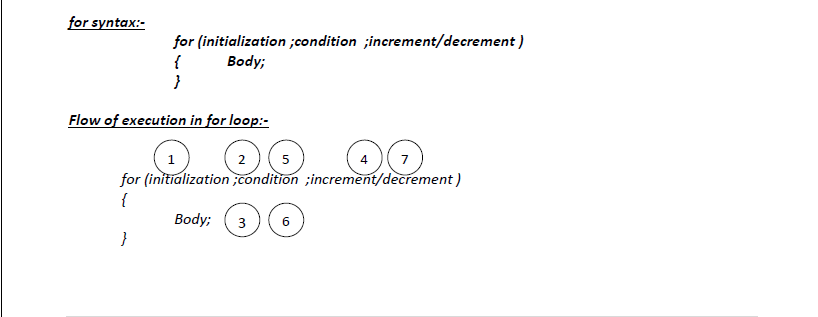 for syntax:-
for (initialization ;condition ;increment/decrement )
{ Body;
}
Flow of execution in for loop:-
1 2 5 4 7
for (initialization ;condition ;increment/decrement )
{
Body; 3 6
}